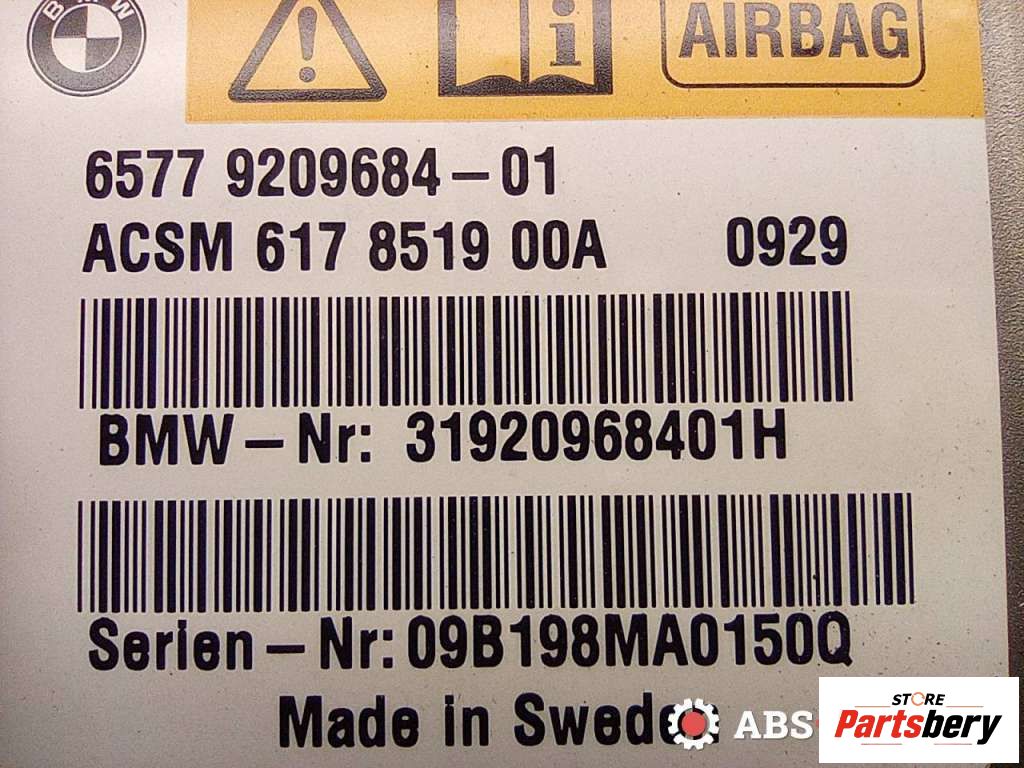 BMW
i
AIRBAG
6577 9209684-01
ACSM 617 8519 00A 0929
BMW-Nr: 31920968401H
Serien-Nr: 09B198MA0150Q
Made in Swede
ABS
STORE
Partsbery